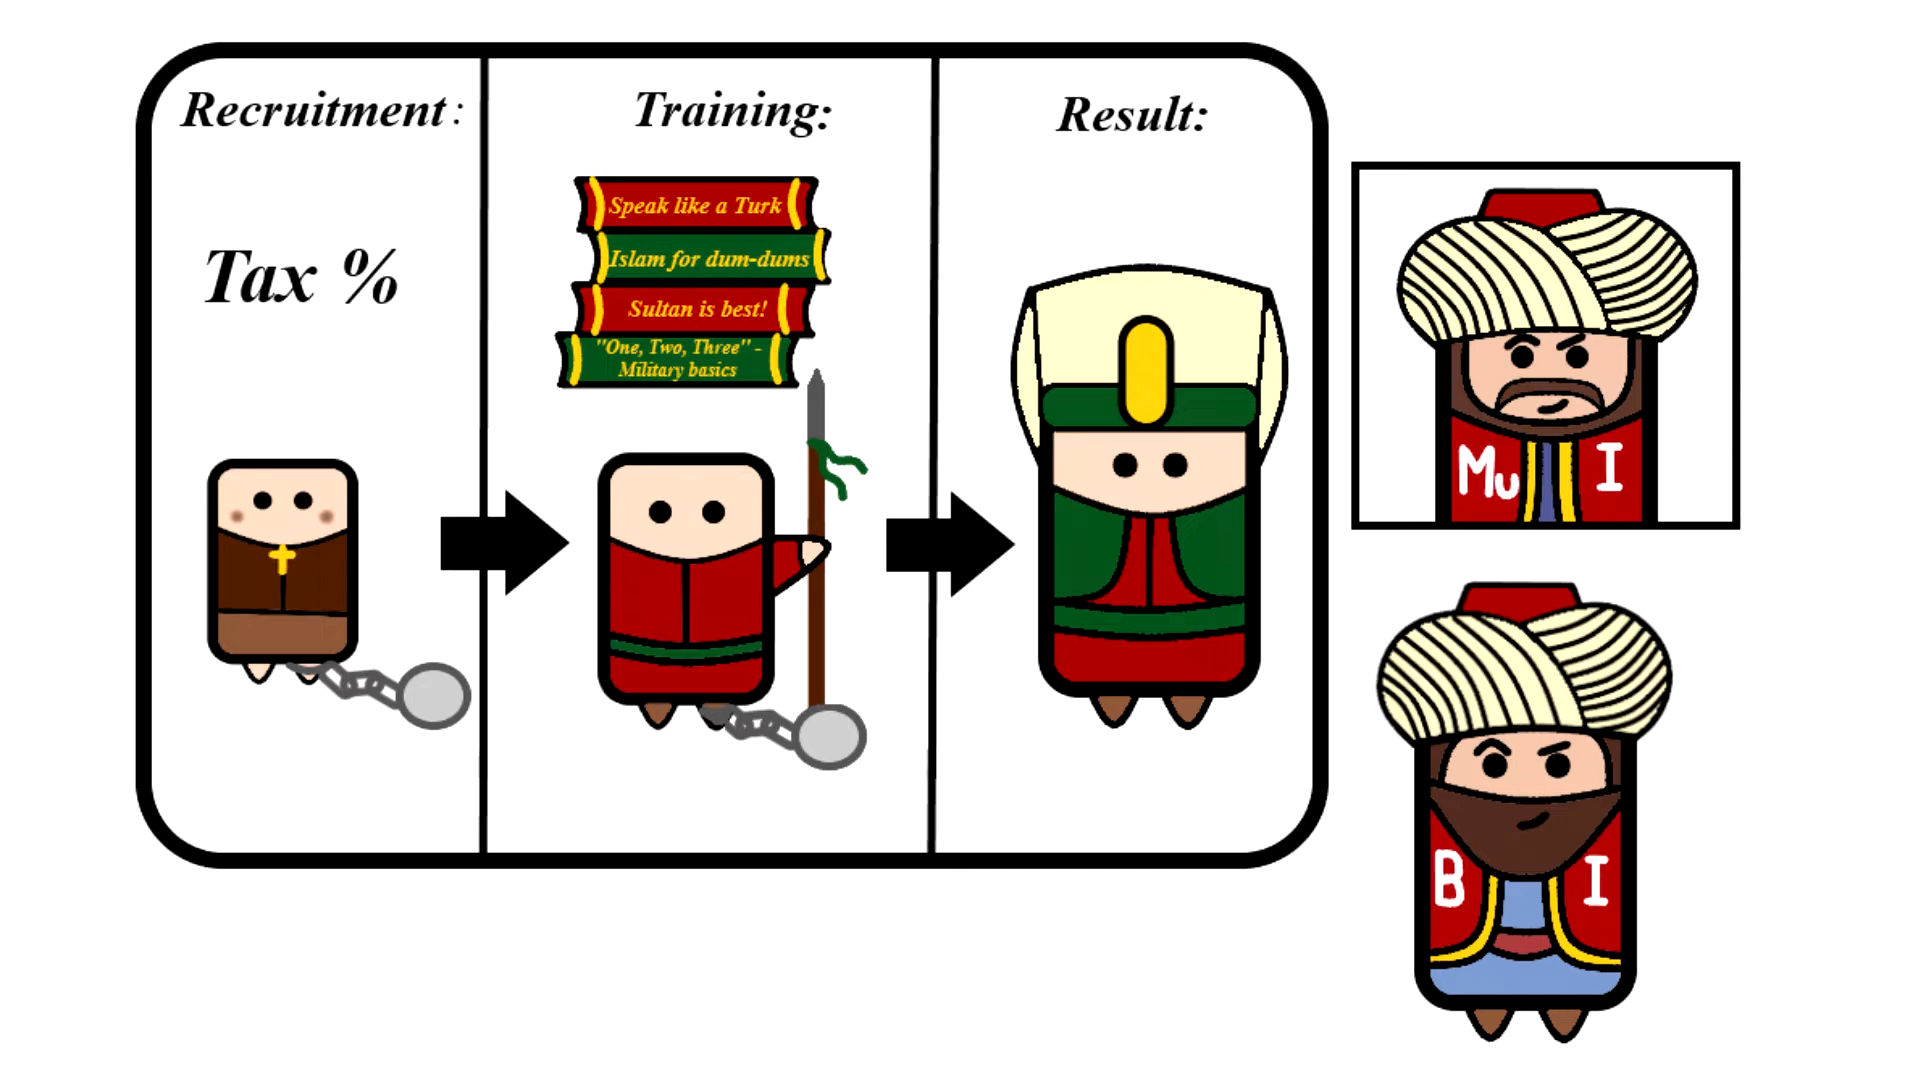 Recruitment:
Training:
Result:
Tax %
Speak like a Turk
Islam for dum-dums
Sultan is best!
"One, Two, Three" -
Military basics
Mu I
B I